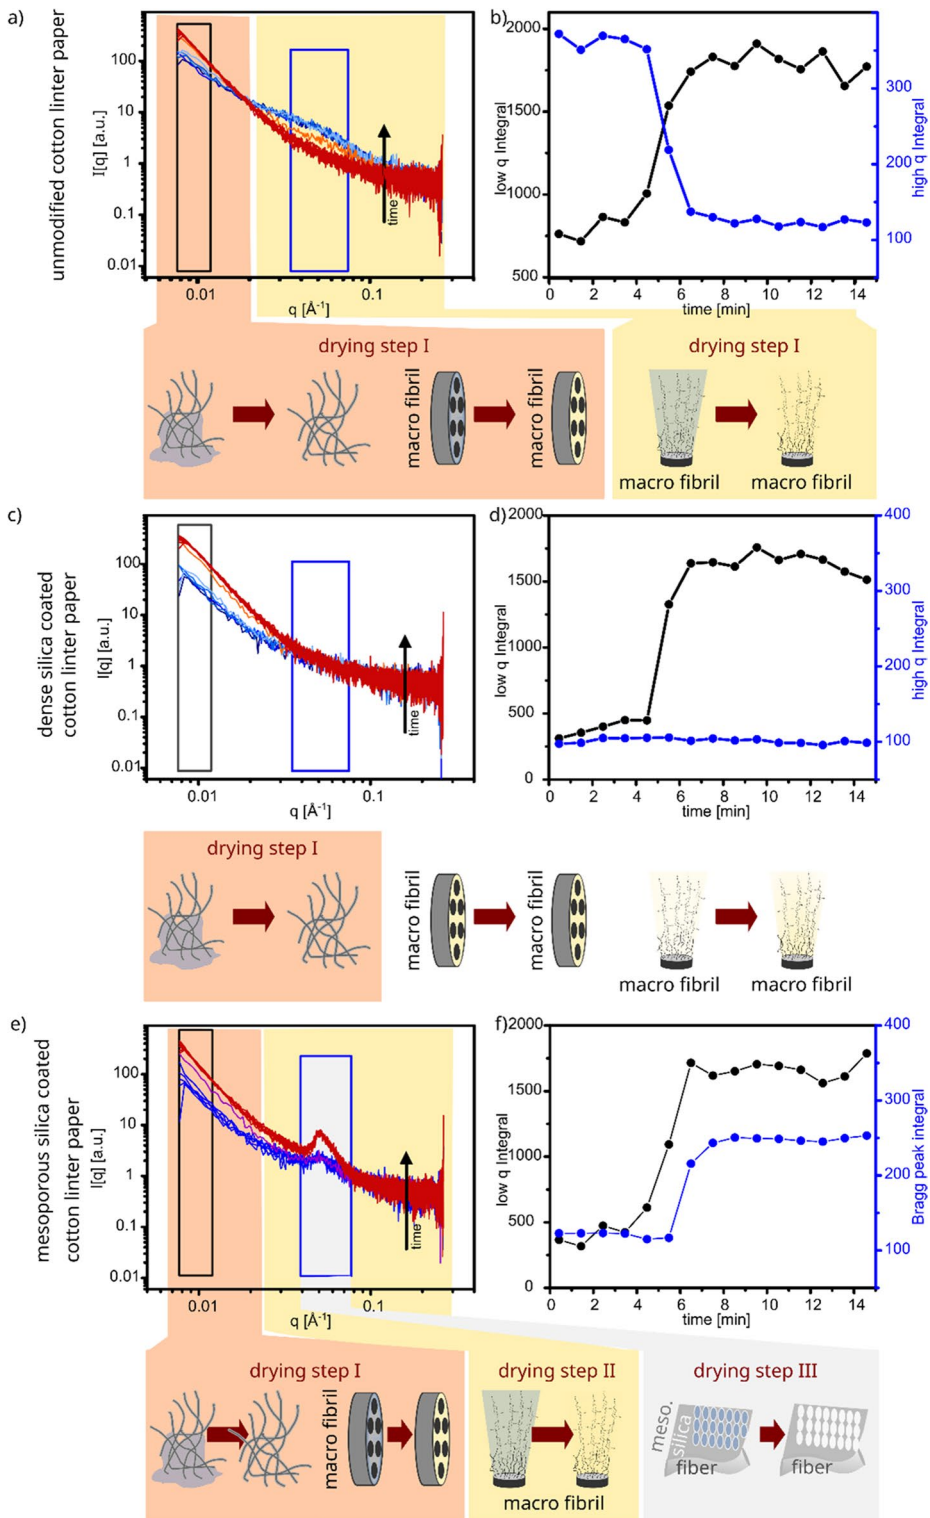 a)
unmodified cotton linter paper
I[q] [a.u.]
100
10
1
0.1
0.01
time
0.01
0.1
q [Å⁻¹]
b)
low q Integral
2000
1500
1000
500
high q Integral
300
200
100
0 2 4 6 8 10 12 14
time [min]
drying step I
macro fibril
macro fibril
drying step I
macro fibril
macro fibril
c)
dense silica coated
cotton linter paper
I[q] [a.u.]
100
10
1
0.1
0.01
time
0.01
0.1
q [Å⁻¹]
d)
low q Integral
2000
1500
1000
500
0
high q Integral
400
300
200
100
0 2 4 6 8 10 12 14
time [min]
drying step I
macro fibril
macro fibril
macro fibril
macro fibril
e)
mesoporous silica coated
cotton linter paper
I[q] [a.u.]
100
10
1
0.1
0.01
time
0.01
0.1
q [Å⁻¹]
f)
low q Integral
2000
1500
1000
500
0
Bragg peak integral
400
300
200
100
0 2 4 6 8 10 12 14
time [min]
drying step I
macro fibril
drying step II
macro fibril
drying step III
meso.
silica
fiber
fiber